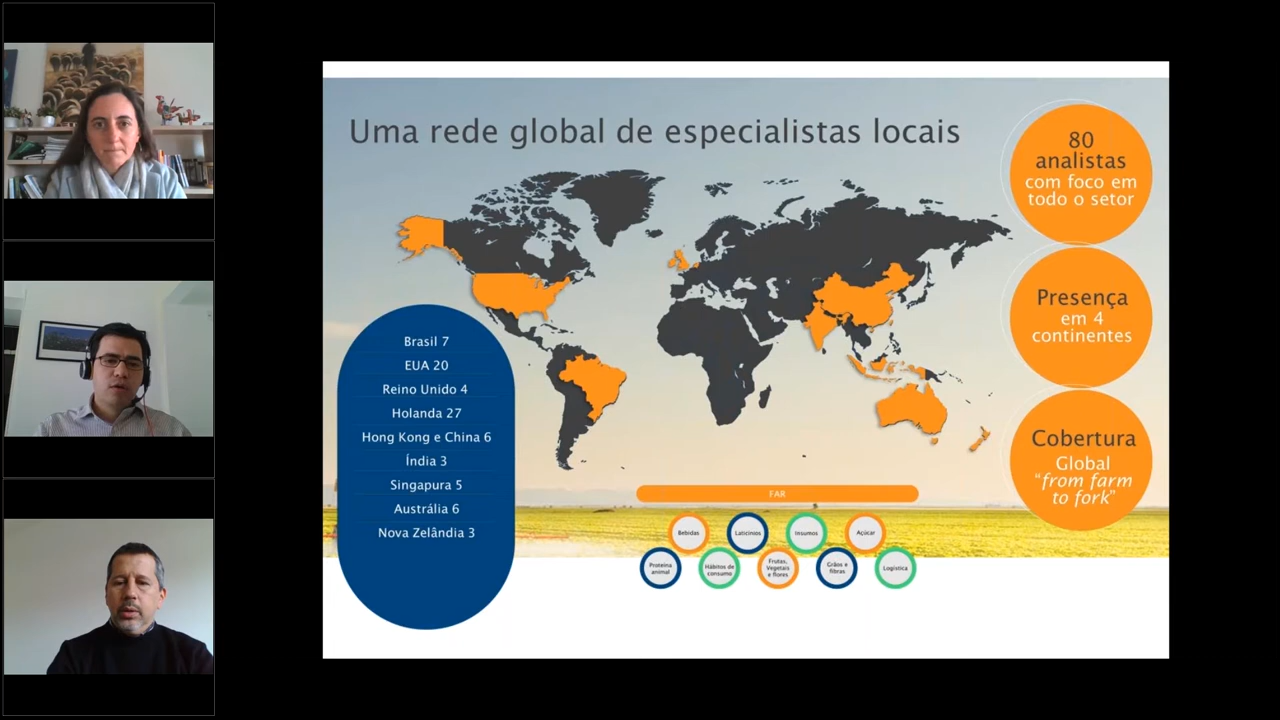 Uma rede global de especialistas locais
80
analistas
com foco em
todo o setor
Presença
em 4
continentes
Cobertura
Global
"from farm
to fork"
Brasil 7
EUA 20
Reino Unido 4
Holanda 27
Hong Kong e China 6
Índia 3
Singapura 5
Austrália 6
Nova Zelândia 3
FAR
Bebidas
Laticínios
Insumos
Açúcar
Proteína
animal
Hábitos de
consumo
Frutas,
Vegetais
e flores
Grãos e
fibras
Logística